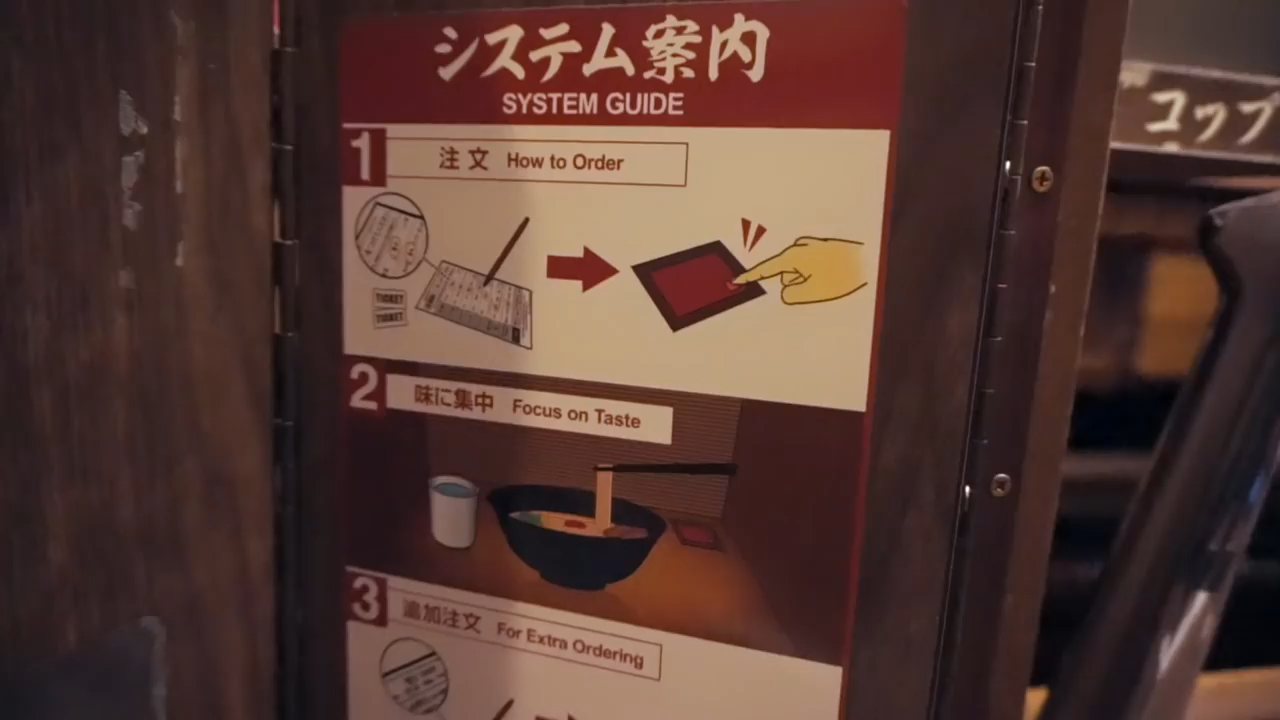 システム案内
SYSTEM GUIDE
1
注文 How to Order
TICKET
TICKET
2
味に集中 Focus on Taste
3
追加注文 For Extra Ordering
コップ